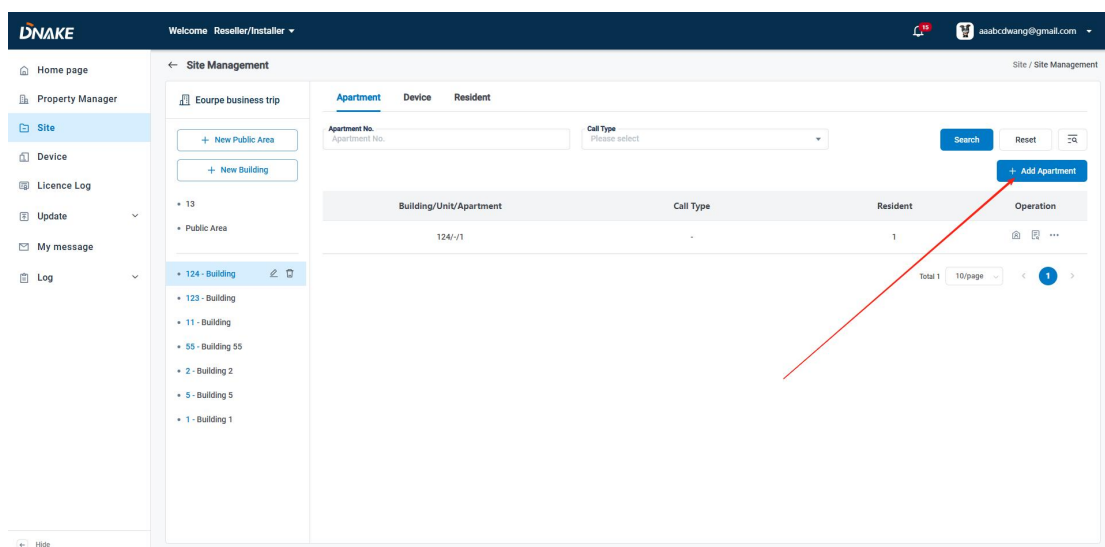 DNAKE
Welcome Reseller/Installer
15
aaabcdwang@gmail.com
Home page
Property Manager
Site
Device
Licence Log
Update
My message
Log
Hide
← Site Management
Site / Site Management
Eourpe business trip
+ New Public Area
+ New Building
13
Public Area
124 - Building
123 - Building
11 - Building
55 - Building 55
2 - Building 2
5 - Building 5
1 - Building 1
Apartment Device Resident
Apartment No.
Apartment No.
Call Type
Please select
Search
Reset
+ Add Apartment
Building/Unit/Apartment Call Type Resident Operation
124/-/1 - 1 ...
Total 1 10/page < 1 >